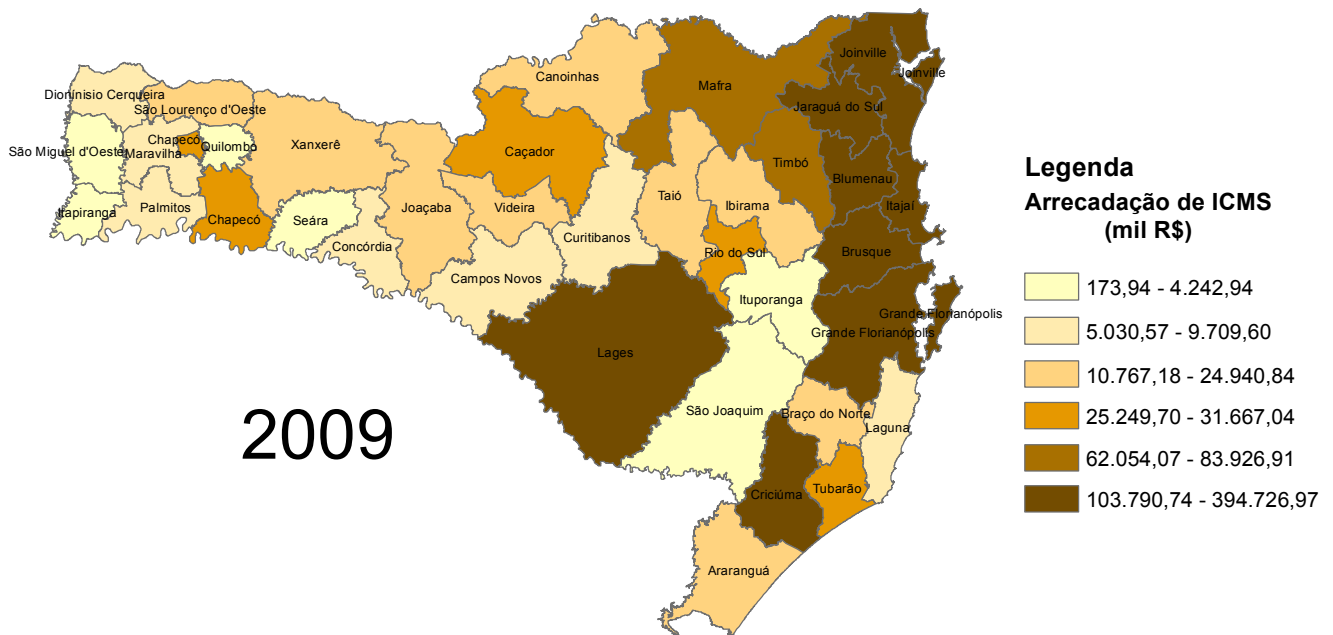 Joinville
Joinville
Canoinhas
Mafra
Dionínisio Cerqueira
São Lourenço d'Oeste
Jaraguá do Sul
Chapecó
Quilombo
Xanxerê
São Miguel d'Oeste
Maravilha
Caçador
Timbó
Blumenau
Taió
Ibirama
Itajaí
Itapiranga
Palmitos
Chapecó
Seára
Joaçaba
Videira
Curitibanos
Concórdia
Rio do Sul
Brusque
Campos Novos
Ituporanga
Grande Florianópolis
Grande Florianópolis
Lages
São Joaquim
Braço do Norte
Laguna
Criciúma
Tubarão
Araranguá
2009
Legenda
Arrecadação de ICMS
(mil R$)
173,94 - 4.242,94
5.030,57 - 9.709,60
10.767,18 - 24.940,84
25.249,70 - 31.667,04
62.054,07 - 83.926,91
103.790,74 - 394.726,97